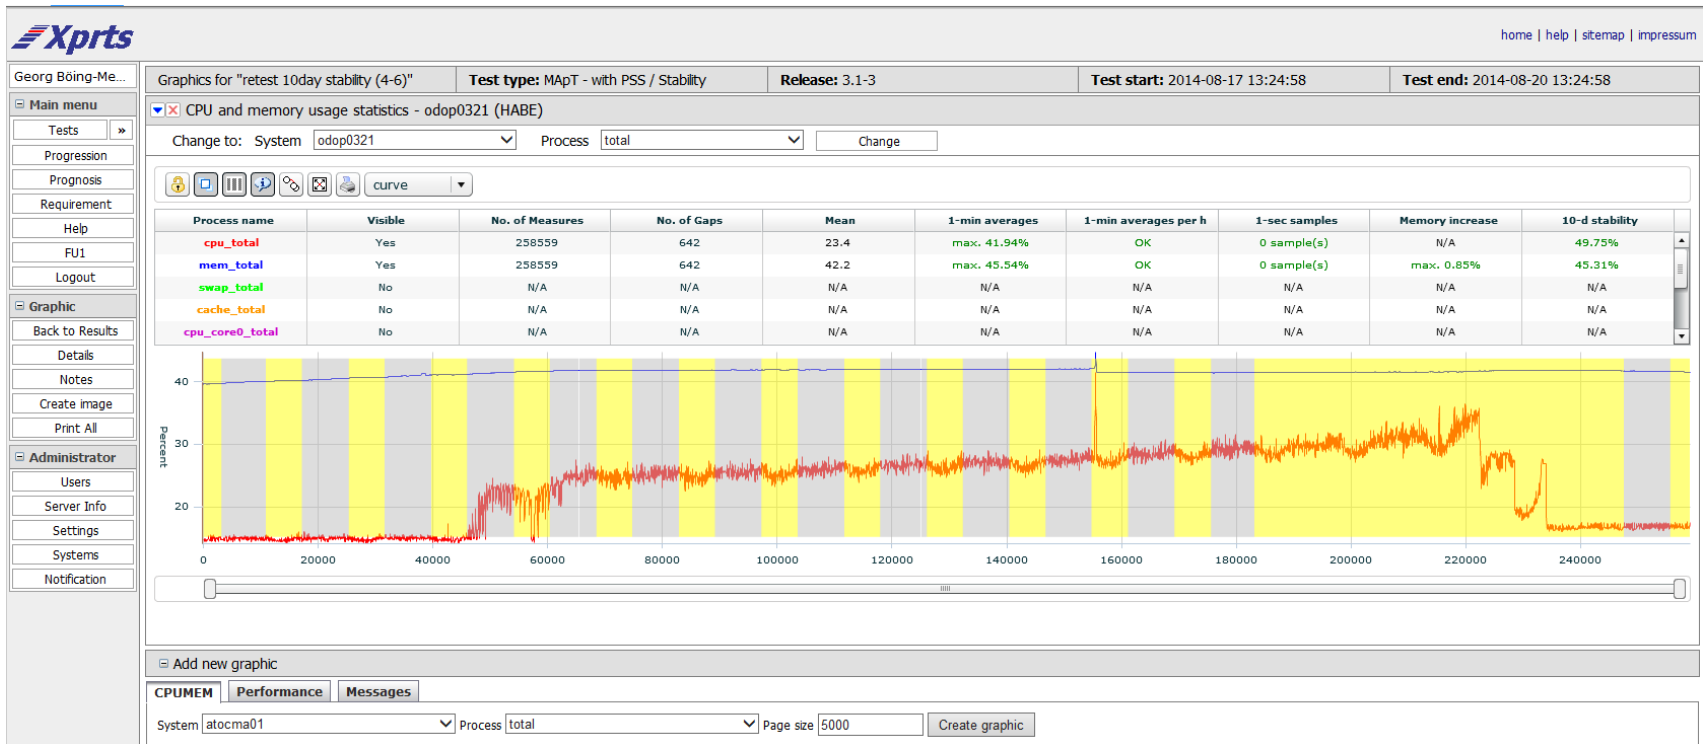 Xprts
home | help | sitemap | impressum
Georg Böing-Me...
Main menu
Tests »
Progression
Prognosis
Requirement
Help
FU1
Logout
Graphic
Back to Results
Details
Notes
Create image
Print All
Administrator
Users
Server Info
Settings
Systems
Notification
Graphics for "retest 10day stability (4-6)" Test type: MApT - with PSS / Stability Release: 3.1-3 Test start: 2014-08-17 13:24:58 Test end: 2014-08-20 13:24:58
CPU and memory usage statistics - odop0321 (HABE)
Change to: System odop0321 Process total Change
curve
Process name Visible No. of Measures No. of Gaps Mean 1-min averages 1-min averages per h 1-sec samples Memory increase 10-d stability
cpu_total Yes 258559 642 23.4 max. 41.94% OK 0 sample(s) N/A 49.75%
mem_total Yes 258559 642 42.2 max. 45.54% OK 0 sample(s) max. 0.85% 45.31%
swap_total No N/A N/A N/A N/A N/A N/A N/A N/A
cache_total No N/A N/A N/A N/A N/A N/A N/A N/A
cpu_core0_total No N/A N/A N/A N/A N/A N/A N/A N/A
40
Percent
30
20
0 20000 40000 60000 80000 100000 120000 140000 160000 180000 200000 220000 240000
Add new graphic
CPUMEM Performance Messages
System atocma01 Process total Page size 5000 Create graphic